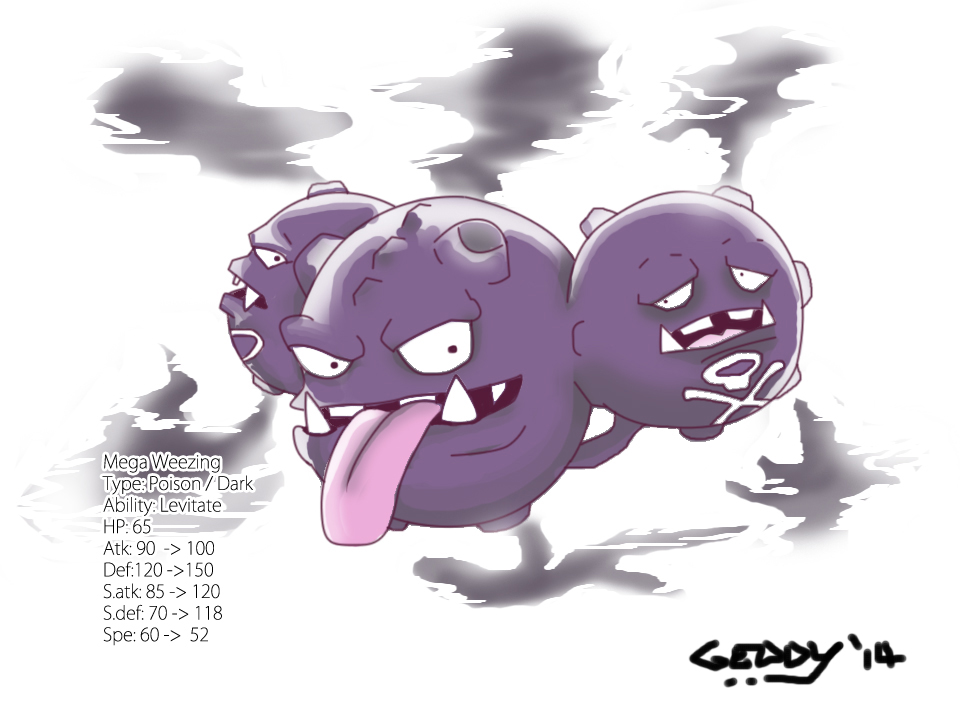 Mega Weezing
Type: Poison / Dark
Ability: Levitate
HP: 65
Atk: 90 -> 100
Def:120 ->150
S.atk: 85 -> 120
S.def: 70 -> 118
Spe: 60 -> 52
GEDDY '14